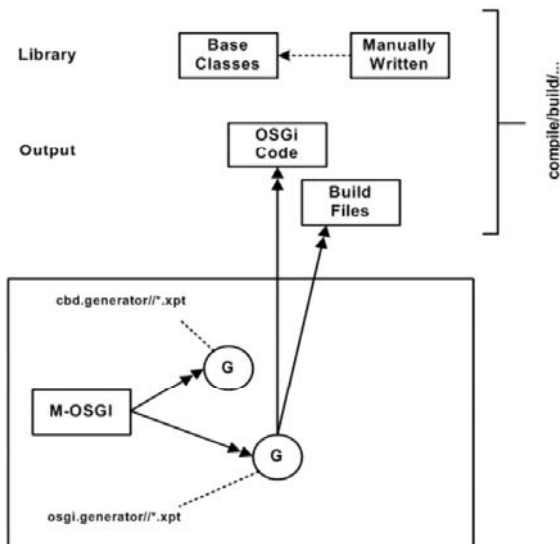 Library
Base
Classes
Manually
Written
compile/build/...
Output
OSGi
Code
Build
Files
cbd.generator//*.xpt
G
M-OSGI
G
osgi.generator//*.xpt